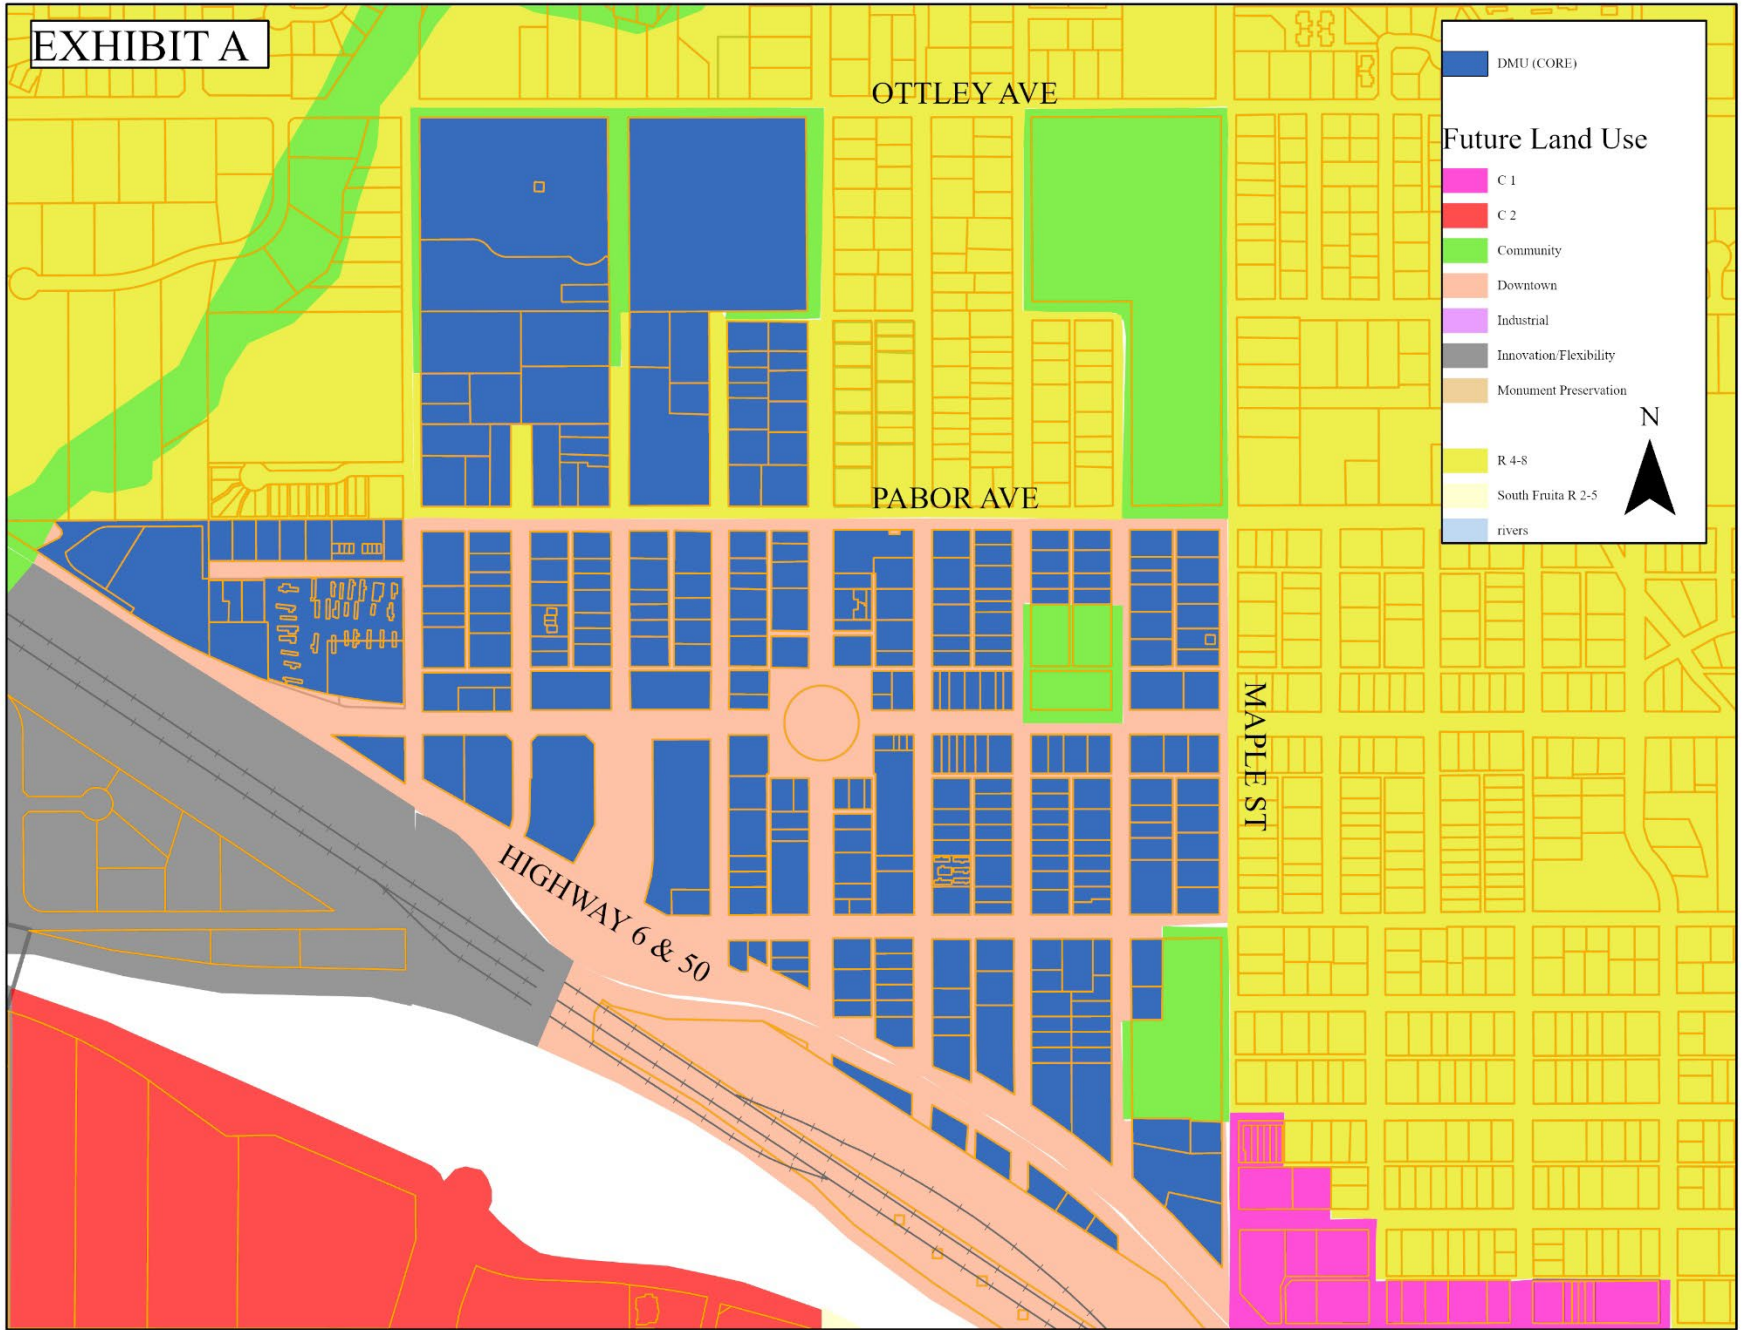 EXHIBIT A
OTTLEY AVE
PABOR AVE
MAPLE ST
HIGHWAY 6 & 50
DMU (CORE)
Future Land Use
C 1
C 2
Community
Downtown
Industrial
Innovation/Flexibility
Monument Preservation
N
R 4-8
South Fruita R 2-5
rivers